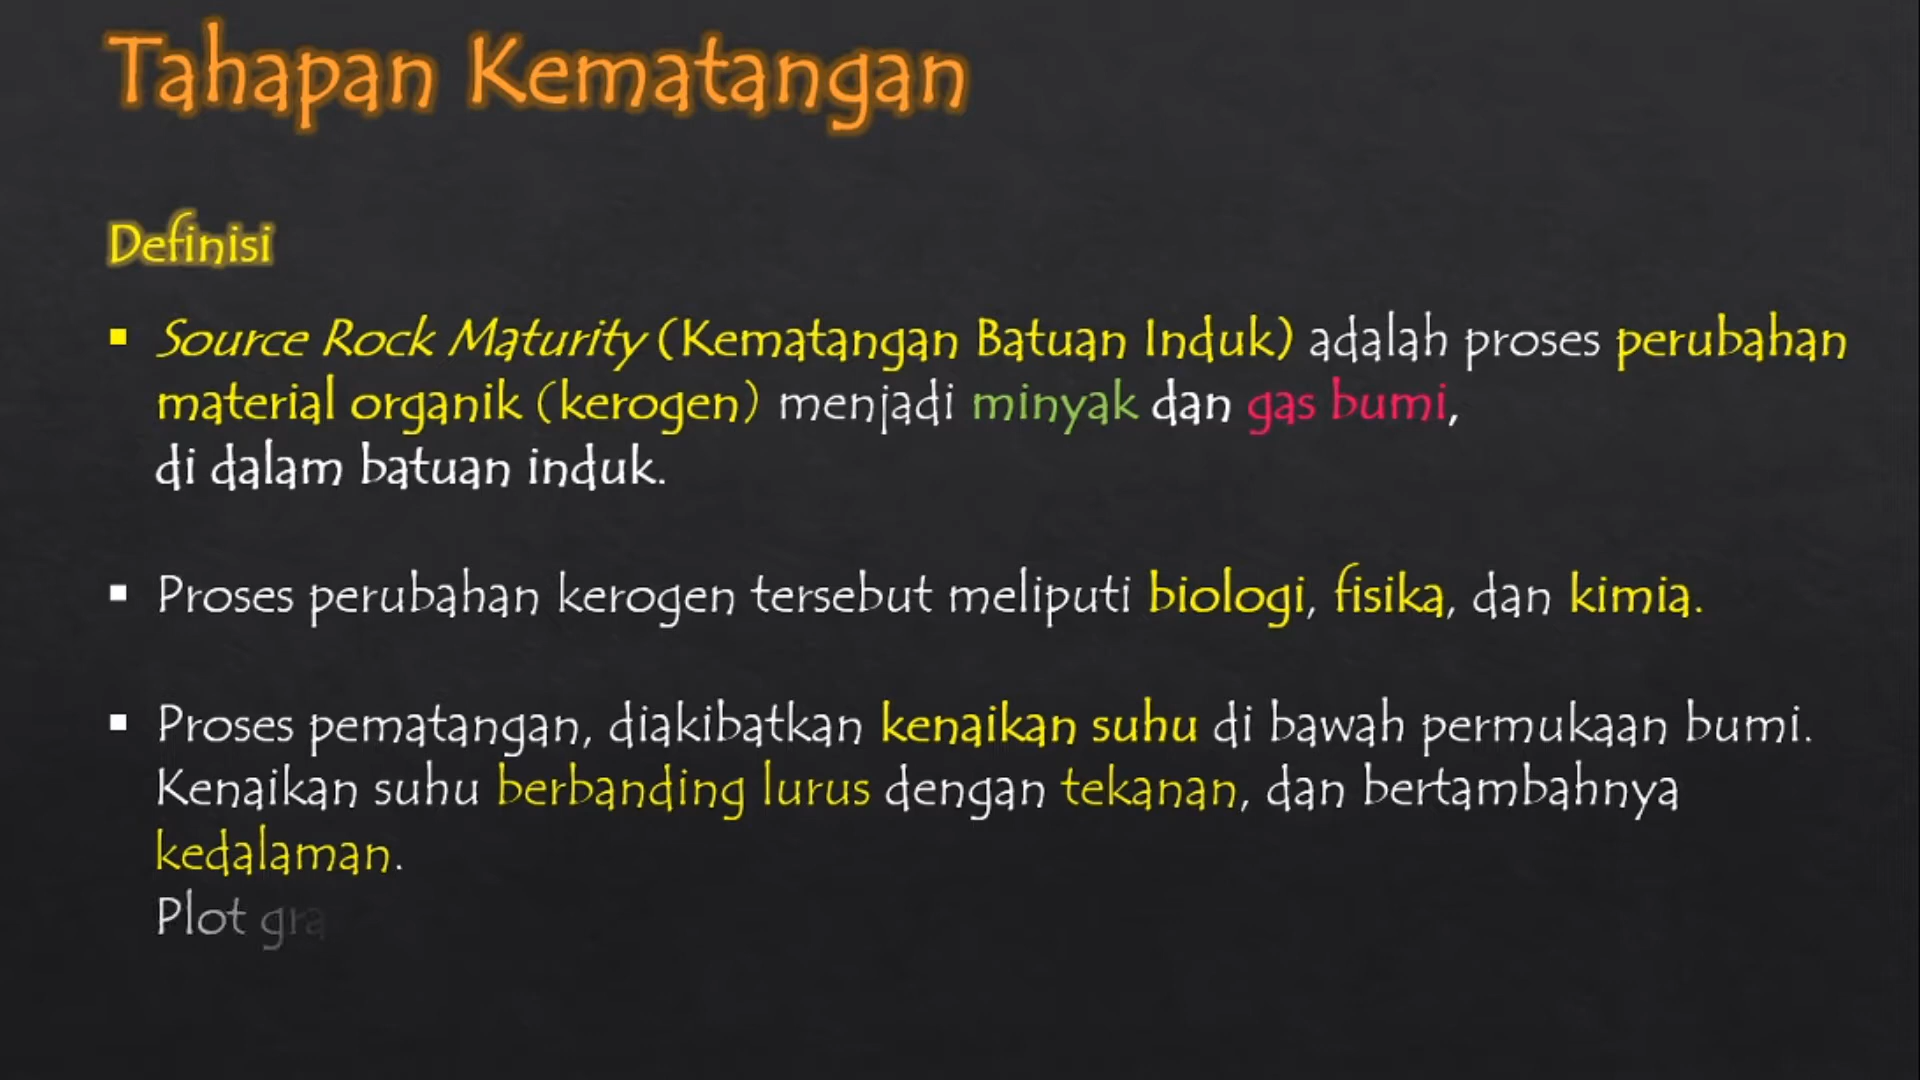 Tahapan Kematangan
Definisi
▪ Source Rock Maturity (Kematangan Batuan Induk) adalah proses perubahan
material organik (kerogen) menjadi minyak dan gas bumi,
di dalam batuan induk.
▪ Proses perubahan kerogen tersebut meliputi biologi, fisika, dan kimia.
▪ Proses pematangan, diakibatkan kenaikan suhu di bawah permukaan bumi.
Kenaikan suhu berbanding lurus dengan tekanan, dan bertambahnya
kedalaman.
Plot gra